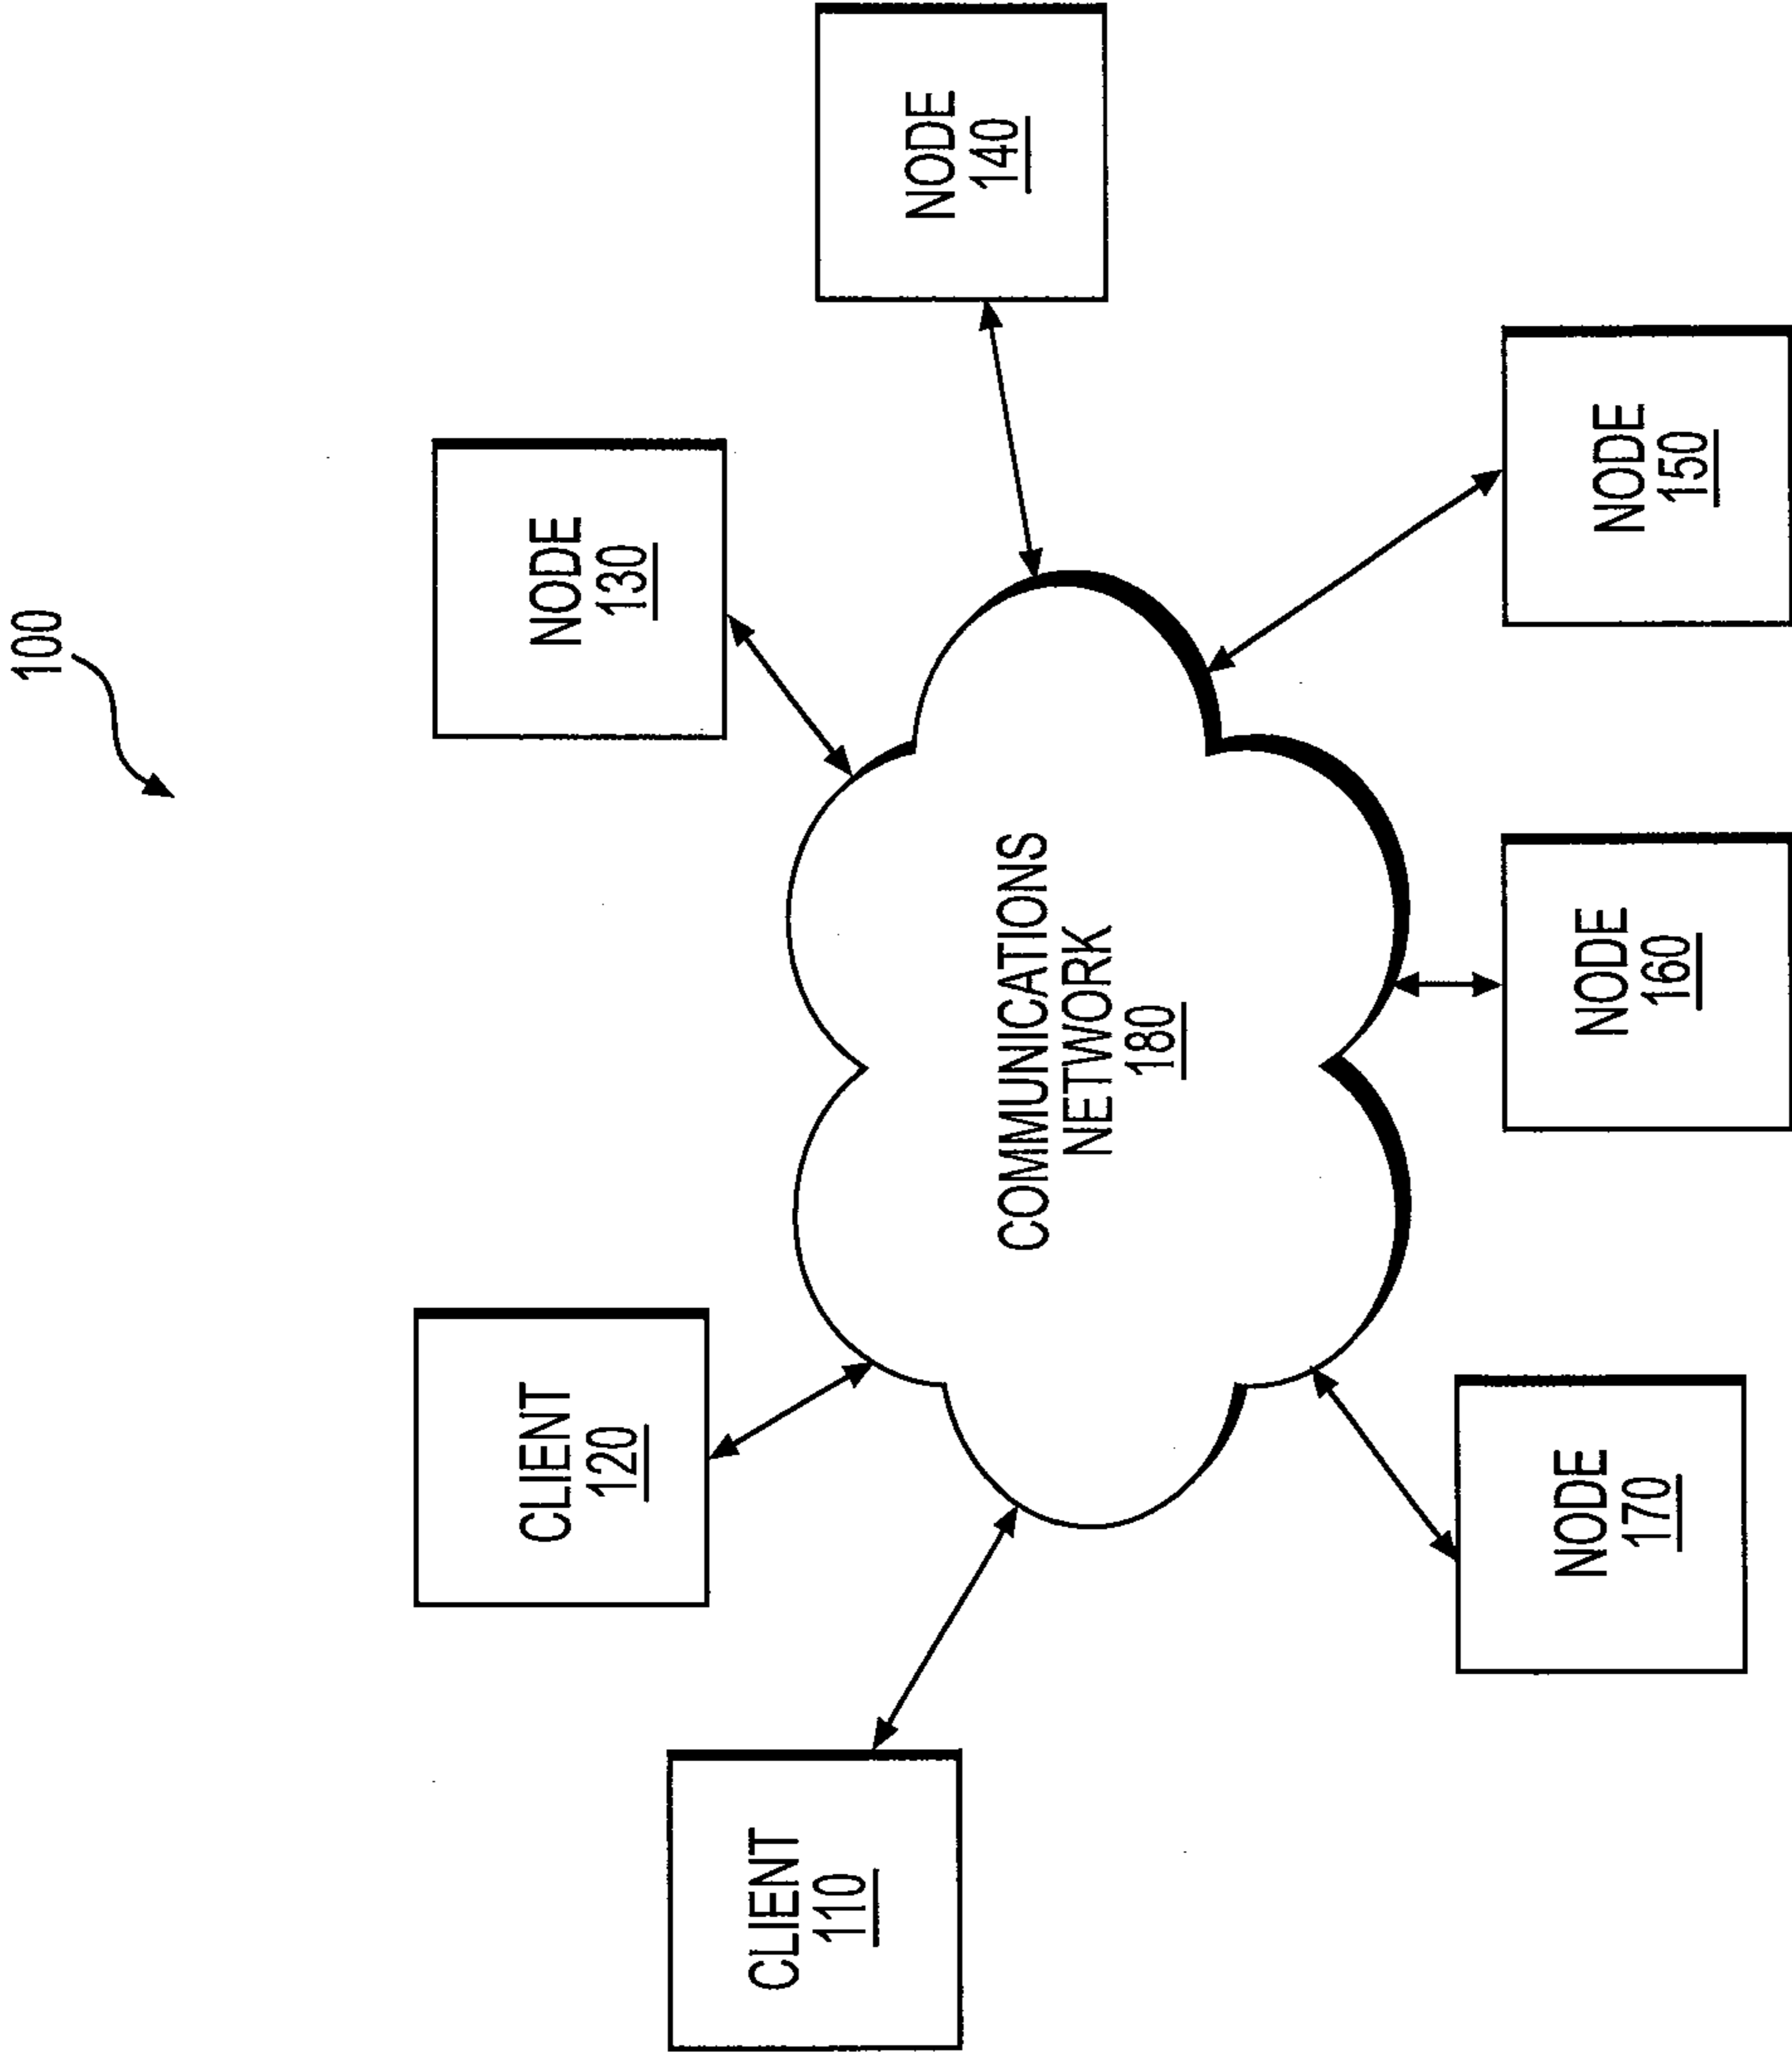 100
CLIENT
110
CLIENT
120
NODE
130
NODE
140
NODE
150
NODE
160
NODE
170
COMMUNICATIONS
NETWORK
180